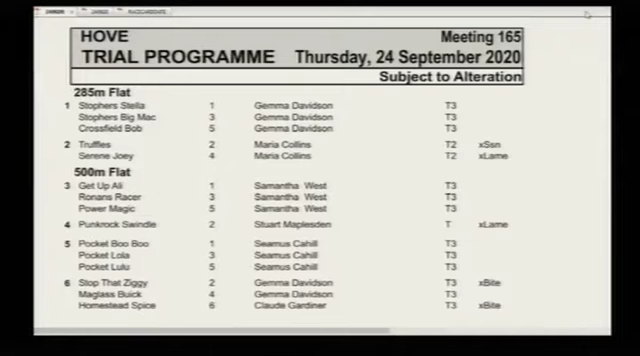 HOVE Meeting 165
TRIAL PROGRAMME Thursday, 24 September 2020
Subject to Alteration
285m Flat
1 Stophers Stella 1 Gemma Davidson T3
Stophers Big Mac 3 Gemma Davidson T3
Crossfield Bob 5 Gemma Davidson T3
2 Truffles 2 Maria Collins T2 xSsn
Serene Joey 4 Maria Collins T2 xLame
500m Flat
3 Get Up Ali 1 Samantha West T3
Ronans Racer 3 Samantha West T3
Power Magic 5 Samantha West T3
4 Punkrock Swindle 2 Stuart Maplesden T xLame
5 Pocket Boo Boo 1 Seamus Cahill T3
Pocket Lola 3 Seamus Cahill T3
Pocket Lulu 5 Seamus Cahill T3
6 Stop That Ziggy 2 Gemma Davidson T3 xBite
Maglass Buick 4 Gemma Davidson T3
Homestead Spice 6 Claude Gardiner T3 xBite